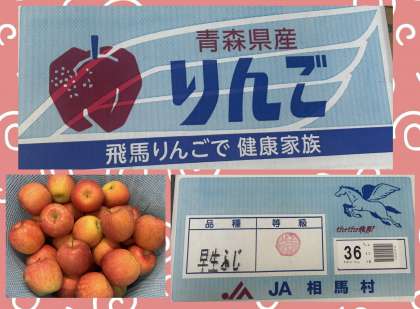 青森県産
りんご
飛馬りんごで 健康家族
品種 等級
早生ふじ
36
JA 相馬村